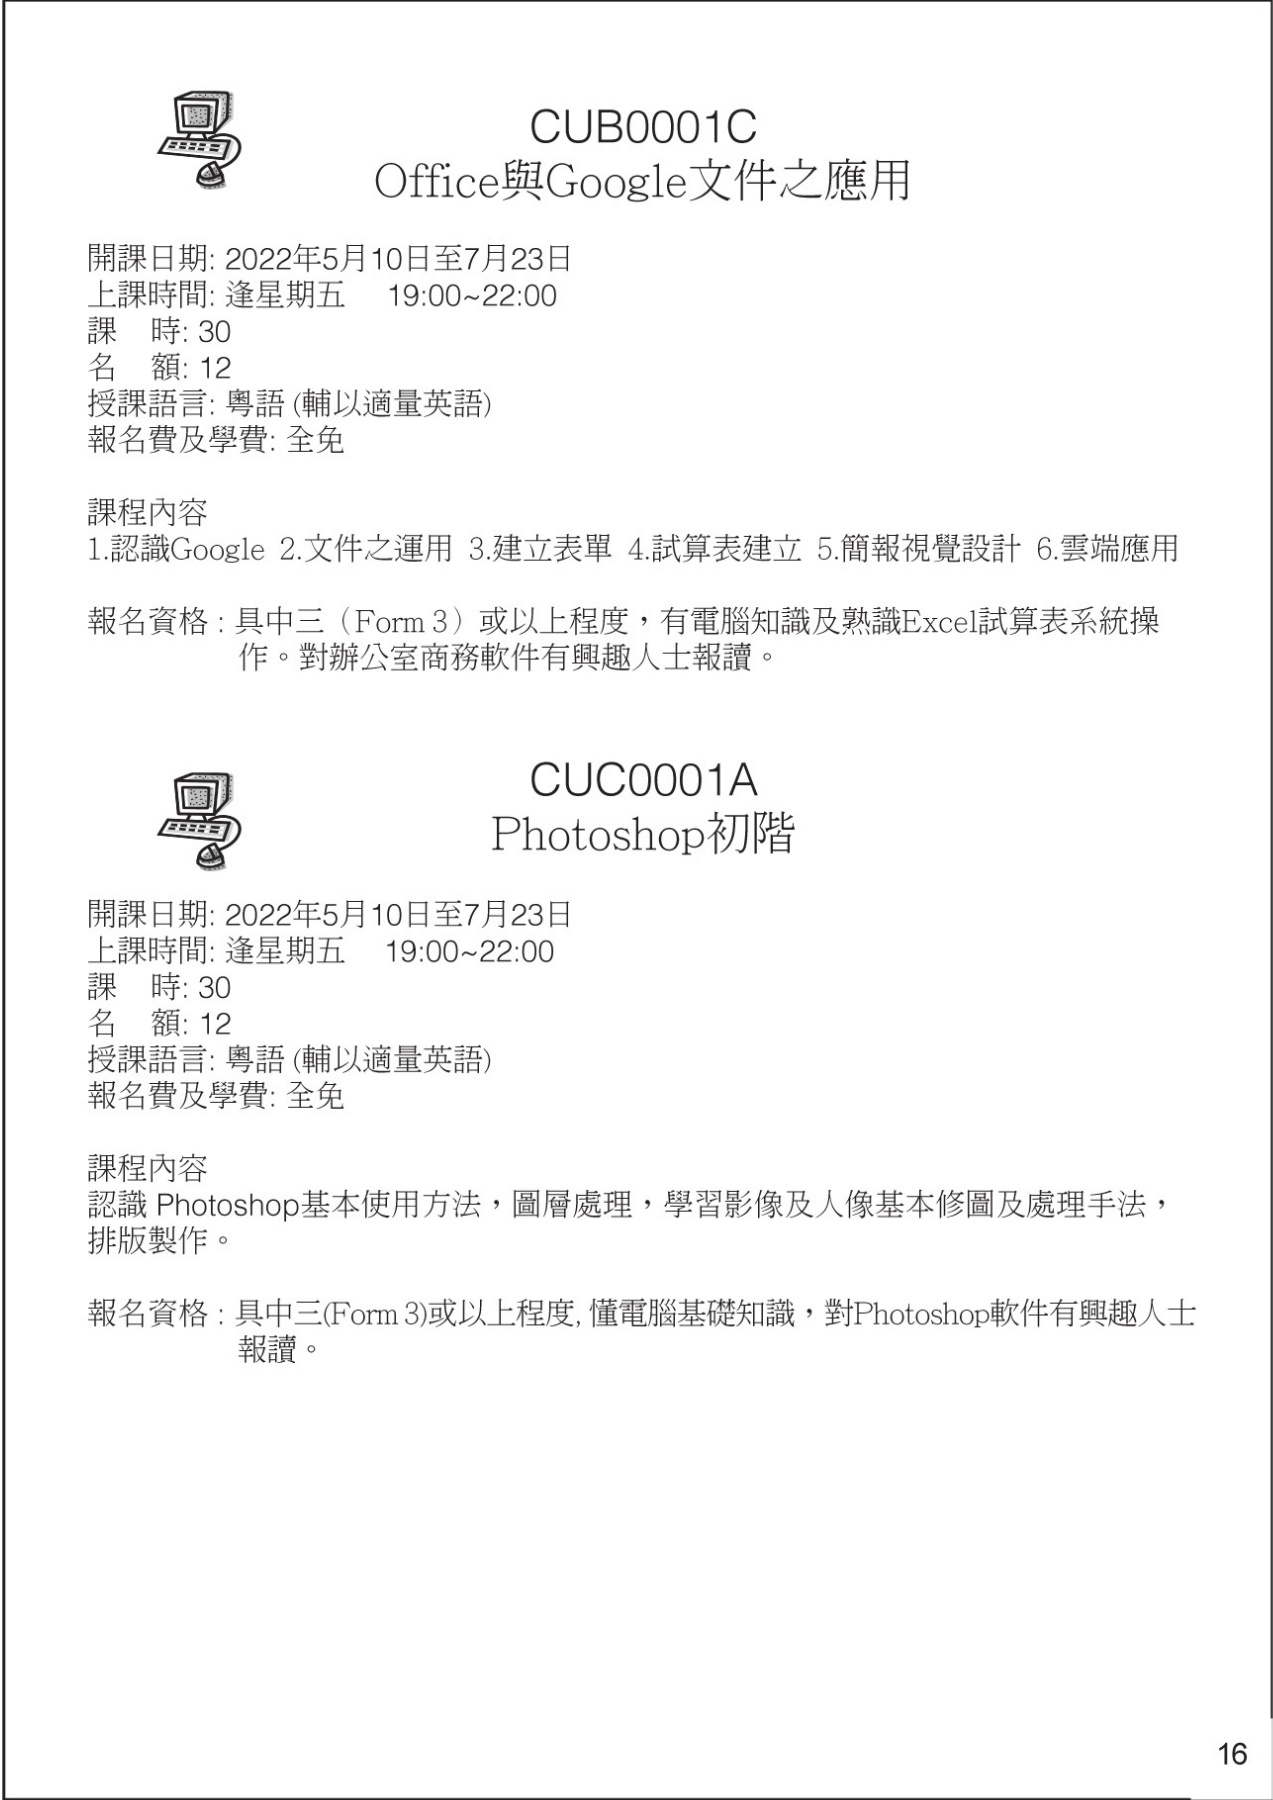 CUB0001C
Office與Google文件之應用
開課日期: 2022年5月10日至7月23日
上課時間: 逢星期五 19:00~22:00
課 時: 30
名 額: 12
授課語言: 粵語 (輔以適量英語)
報名費及學費: 全免
課程內容
1.認識Google 2.文件之運用 3.建立表單 4.試算表建立 5.簡報視覺設計 6.雲端應用
報名資格 : 具中三（Form 3）或以上程度，有電腦知識及熟識Excel試算表系統操
作。對辦公室商務軟件有興趣人士報讀。
CUC0001A
Photoshop初階
開課日期: 2022年5月10日至7月23日
上課時間: 逢星期五 19:00~22:00
課 時: 30
名 額: 12
授課語言: 粵語 (輔以適量英語)
報名費及學費: 全免
課程內容
認識 Photoshop基本使用方法，圖層處理，學習影像及人像基本修圖及處理手法，
排版製作。
報名資格 : 具中三(Form 3)或以上程度, 懂電腦基礎知識，對Photoshop軟件有興趣人士
報讀。
16